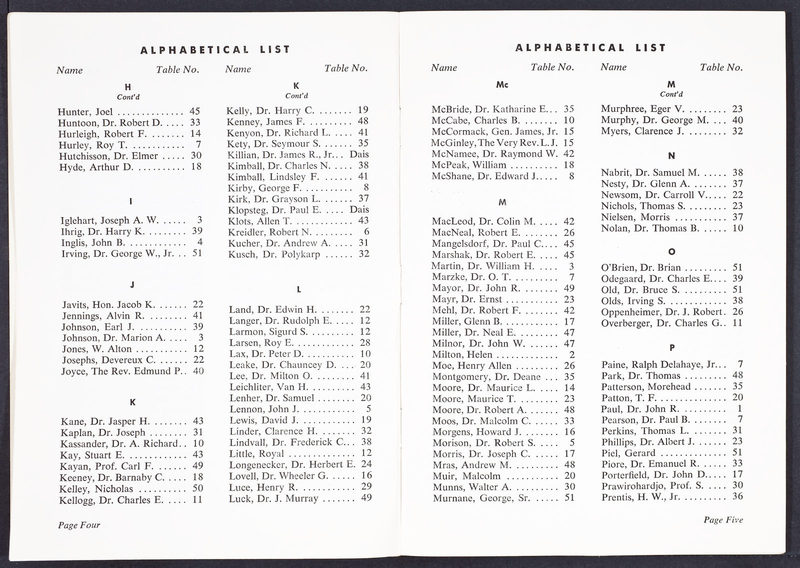 ALPHABETICAL LIST
Name Table No. Name Table No.
H
Cont'd
Hunter, Joel .............. 45
Huntoon, Dr. Robert D. .... 33
Hurleigh, Robert F. ........ 14
Hurley, Roy T. ............ 7
Hutchisson, Dr. Elmer ..... 30
Hyde, Arthur D. .......... 18
I
Iglehart, Joseph A. W. ..... 3
Ihrig, Dr. Harry K. ........ 39
Inglis, John B. ............ 4
Irving, Dr. George W., Jr. .. 51
J
Javits, Hon. Jacob K. ...... 22
Jennings, Alvin R. ........ 41
Johnson, Earl J. .......... 39
Johnson, Dr. Marion A. .... 3
Jones, W. Alton .......... 12
Josephs, Devereux C. ...... 22
Joyce, The Rev. Edmund P.. 40
K
Kane, Dr. Jasper H. ....... 43
Kaplan, Dr. Joseph ........ 31
Kassander, Dr. A. Richard.. 10
Kay, Stuart E. ............ 43
Kayan, Prof. Carl F. ...... 49
Keeney, Dr. Barnaby C. .... 18
Kelley, Nicholas .......... 50
Kellogg, Dr. Charles E. .... 11
K
Cont'd
Kelly, Dr. Harry C. ....... 19
Kenney, James F. ......... 48
Kenyon, Dr. Richard L. .... 41
Kety, Dr. Seymour S. ...... 35
Killian, Dr. James R., Jr... Dais
Kimball, Dr. Charles N. .... 38
Kimball, Lindsley F. ...... 41
Kirby, George F. .......... 8
Kirk, Dr. Grayson L. ...... 37
Klopsteg, Dr. Paul E. .... Dais
Klots, Allen T. ........... 43
Kreidler, Robert N. ........ 6
Kucher, Dr. Andrew A. .... 31
Kusch, Dr. Polykarp ...... 32
L
Land, Dr. Edwin H. ....... 22
Langer, Dr. Rudolph E. .... 12
Larmon, Sigurd S. ........ 12
Larsen, Roy E. ........... 28
Lax, Dr. Peter D. ......... 10
Leake, Dr. Chauncey D. ... 20
Lee, Dr. Milton O. ........ 41
Leichliter, Van H. ......... 43
Lenher, Dr. Samuel ....... 20
Lennon, John J. .......... 5
Lewis, David J. ........... 19
Linder, Clarence H. ....... 32
Lindvall, Dr. Frederick C... 38
Little, Royal ............. 12
Longenecker, Dr. Herbert E. 24
Lovell, Dr. Wheeler G. ..... 16
Luce, Henry R. ........... 29
Luck, Dr. J. Murray ....... 49
Page Four
ALPHABETICAL LIST
Name Table No. Name Table No.
Mc
McBride, Dr. Katharine E... 35
McCabe, Charles B. ....... 10
McCormack, Gen. James, Jr. 15
McGinley, The Very Rev. L.J. 15
McNamee, Dr. Raymond W. 42
McPeak, William .......... 18
McShane, Dr. Edward J..... 8
M
MacLeod, Dr. Colin M. .... 42
MacNeal, Robert E. ....... 26
Mangelsdorf, Dr. Paul C.... 45
Marshak, Dr. Robert E. .... 45
Martin, Dr. William H. .... 3
Marzke, Dr. O. T. ......... 7
Mayor, Dr. John R. ....... 49
Mayr, Dr. Ernst .......... 23
Mehl, Dr. Robert F. ....... 42
Miller, Glenn B. ........... 17
Miller, Dr. Neal E. ........ 47
Milnor, Dr. John W. ...... 47
Milton, Helen ............ 2
Moe, Henry Allen ......... 26
Montgomery, Dr. Deane ... 35
Moore, Dr. Maurice L. .... 14
Moore, Maurice T. ........ 23
Moore, Dr. Robert A. ..... 48
Moos, Dr. Malcolm C. .... 33
Morgens, Howard J. ...... 16
Morison, Dr. Robert S. .... 5
Morris, Dr. Joseph C. ..... 17
Mras, Andrew M. ......... 48
Muir, Malcolm ........... 20
Munns, Walter A. ......... 30
Murnane, George, Sr. ..... 51
M
Cont'd
Murphree, Eger V. ........ 23
Murphy, Dr. George M. ... 40
Myers, Clarence J. ........ 32
N
Nabrit, Dr. Samuel M. ..... 38
Nesty, Dr. Glenn A. ....... 37
Newsom, Dr. Carroll V..... 22
Nichols, Thomas S. ....... 23
Nielsen, Morris .......... 37
Nolan, Dr. Thomas B. ..... 10
O
O'Brien, Dr. Brian ........ 51
Odegaard, Dr. Charles E.... 39
Old, Dr. Bruce S. ......... 51
Olds, Irving S. ............ 38
Oppenheimer, Dr. J. Robert. 26
Overberger, Dr. Charles G.. 11
P
Paine, Ralph Delahaye, Jr... 7
Park, Dr. Thomas ........ 48
Patterson, Morehead ...... 35
Patton, T. F. ............. 20
Paul, Dr. John R. ......... 1
Pearson, Dr. Paul B. ...... 7
Perkins, Thomas L. ....... 31
Phillips, Dr. Albert J. ...... 23
Piel, Gerard ............. 51
Piore, Dr. Emanuel R. ..... 33
Porterfield, Dr. John D..... 17
Prawirohardjo, Prof. S. .... 30
Prentis, H. W., Jr. ........ 36
Page Five